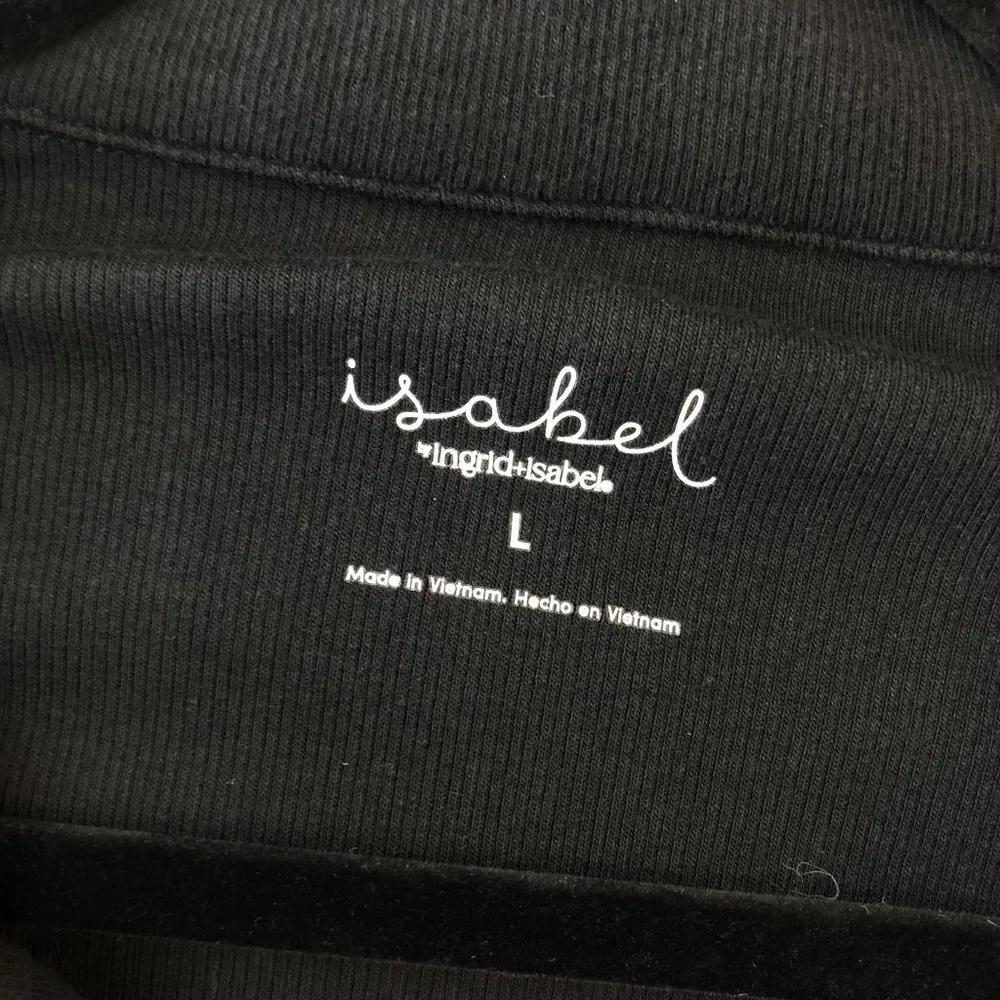 isabel
by ingrid+isabel®
L
Made in Vietnam. Hecho en Vietnam